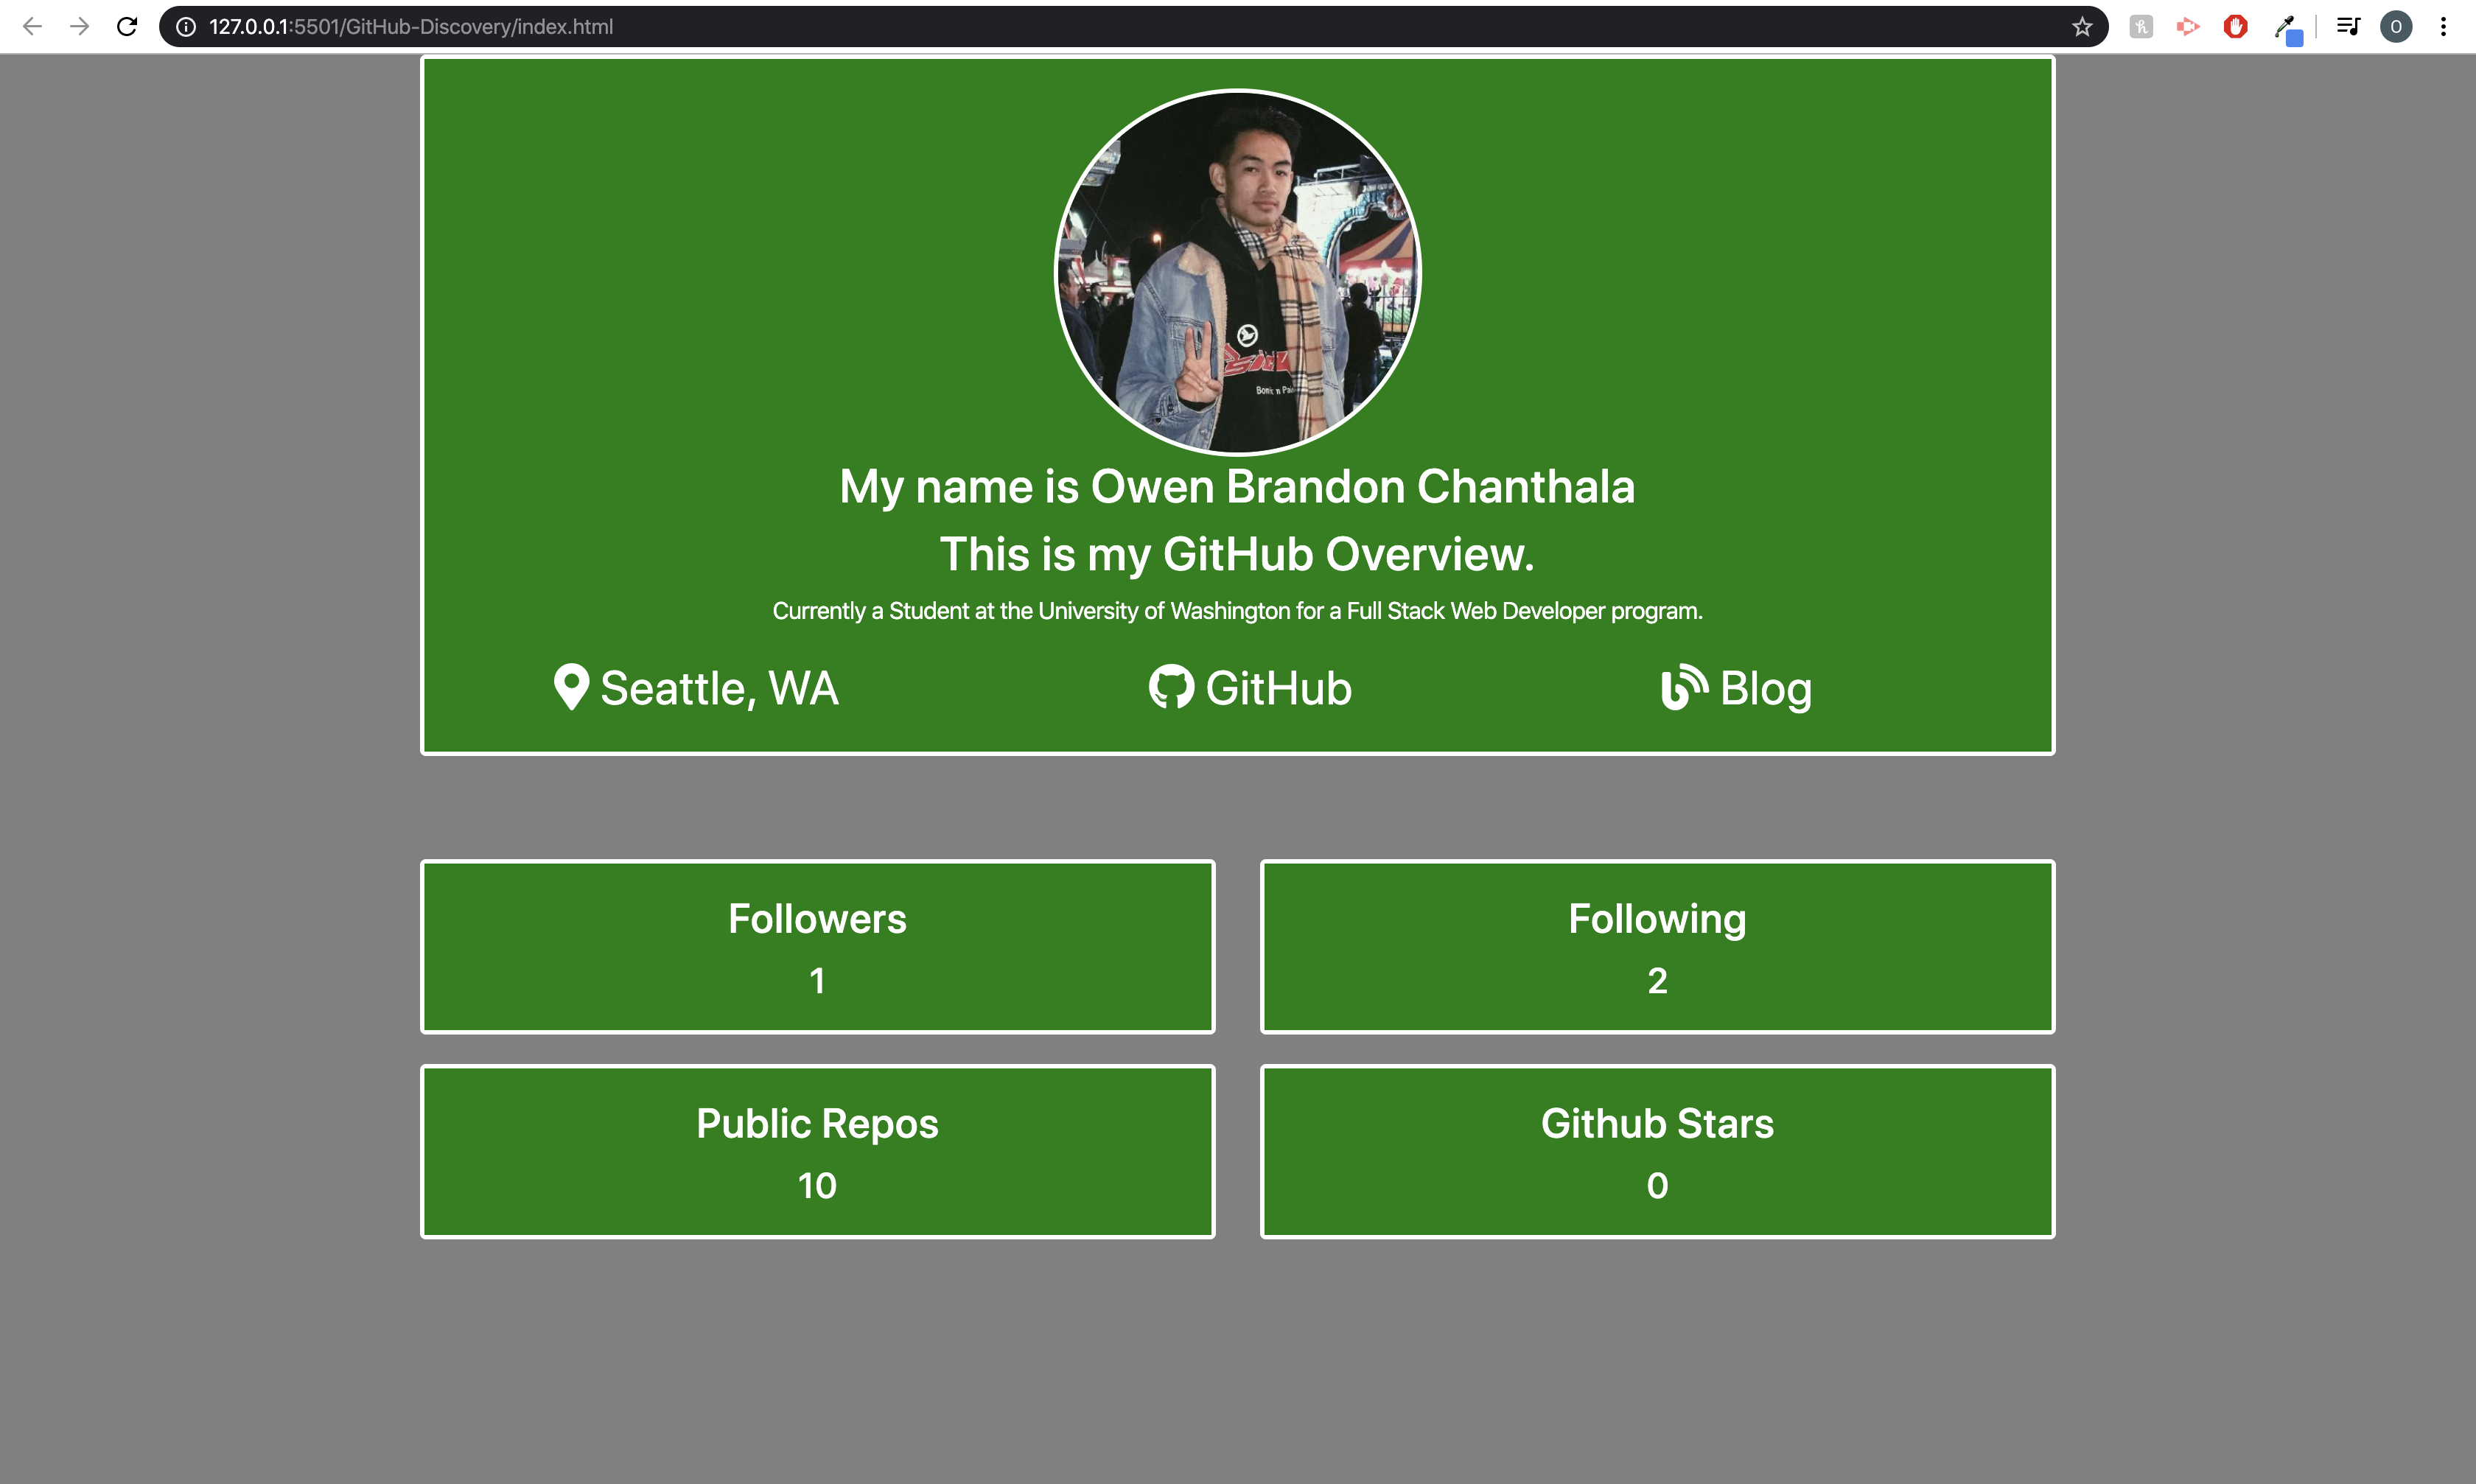 127.0.0.1:5501/GitHub-Discovery/index.html
O
My name is Owen Brandon Chanthala
This is my GitHub Overview.
Currently a Student at the University of Washington for a Full Stack Web Developer program.
Seattle, WA
GitHub
Blog
Followers
1
Following
2
Public Repos
10
Github Stars
0